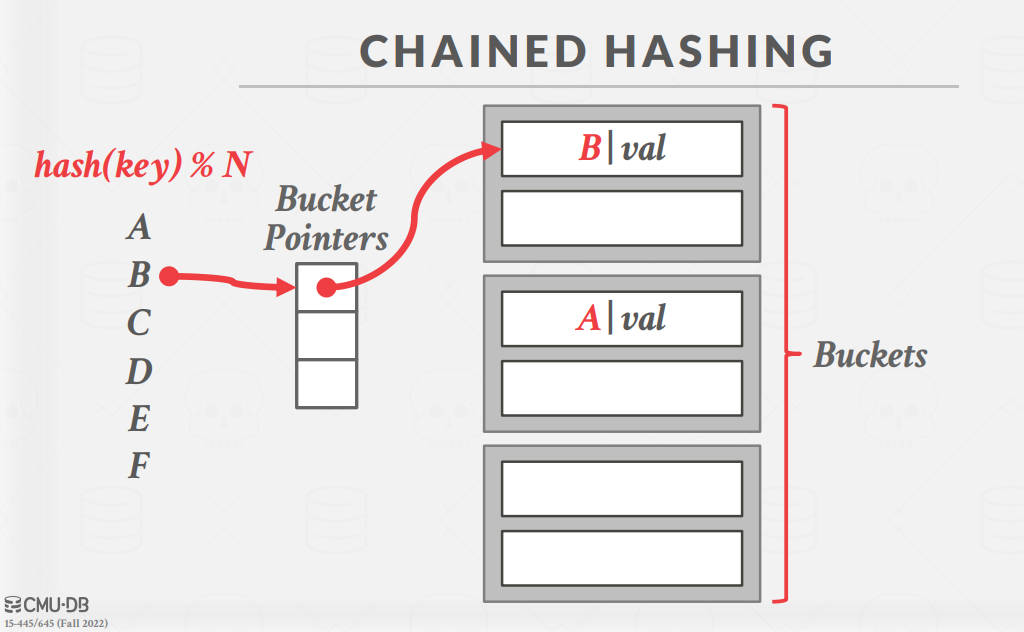 CHAINED HASHING
hash(key) % N
A
B
C
D
E
F
Bucket
Pointers
B|val
A|val
Buckets
CMU·DB
15-445/645 (Fall 2022)